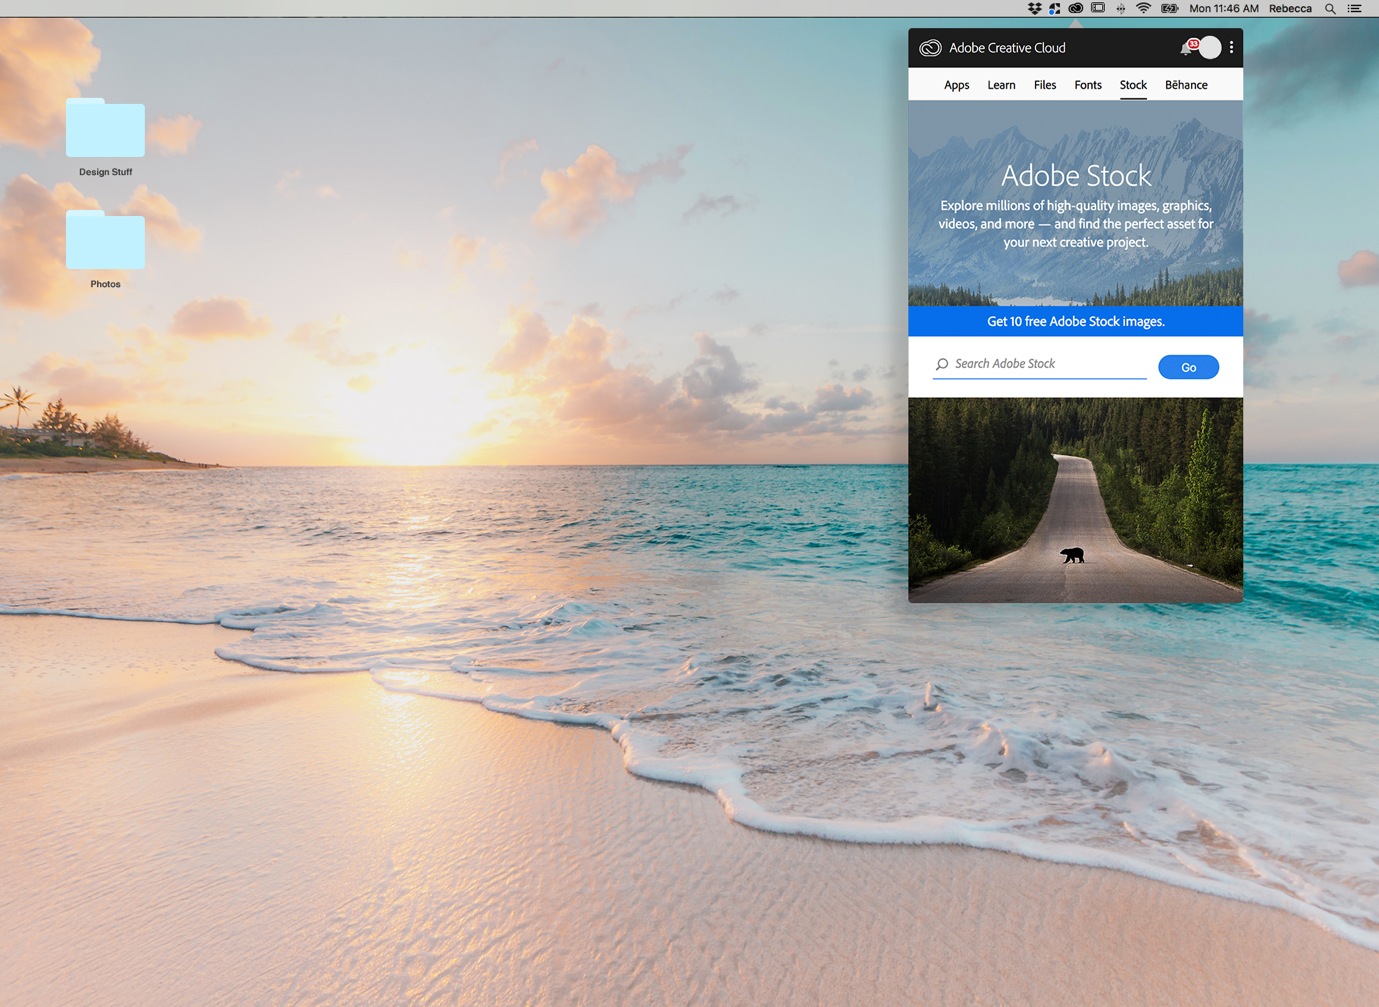 Mon 11:46 AM Rebecca
Adobe Creative Cloud
33
Apps Learn Files Fonts Stock Bēhance
Design Stuff
Adobe Stock
Explore millions of high-quality images, graphics,
videos, and more — and find the perfect asset for
your next creative project.
Photos
Get 10 free Adobe Stock images.
Search Adobe Stock
Go